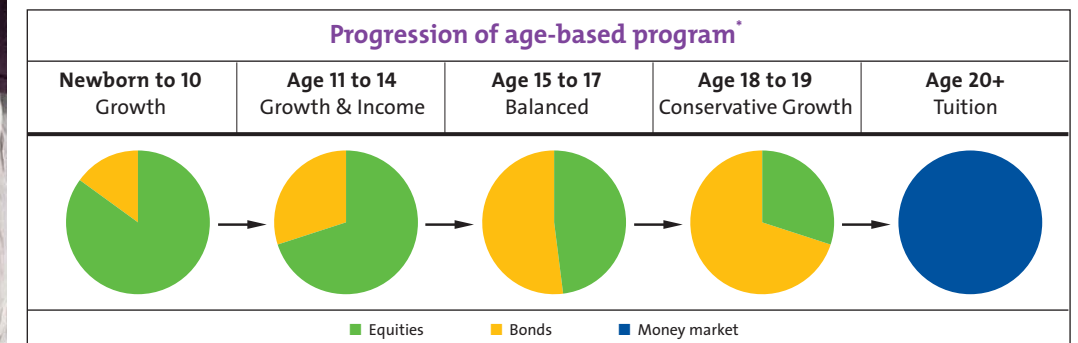 Progression of age-based program*
Newborn to 10
Growth
Age 11 to 14
Growth & Income
Age 15 to 17
Balanced
Age 18 to 19
Conservative Growth
Age 20+
Tuition
Equities
Bonds
Money market